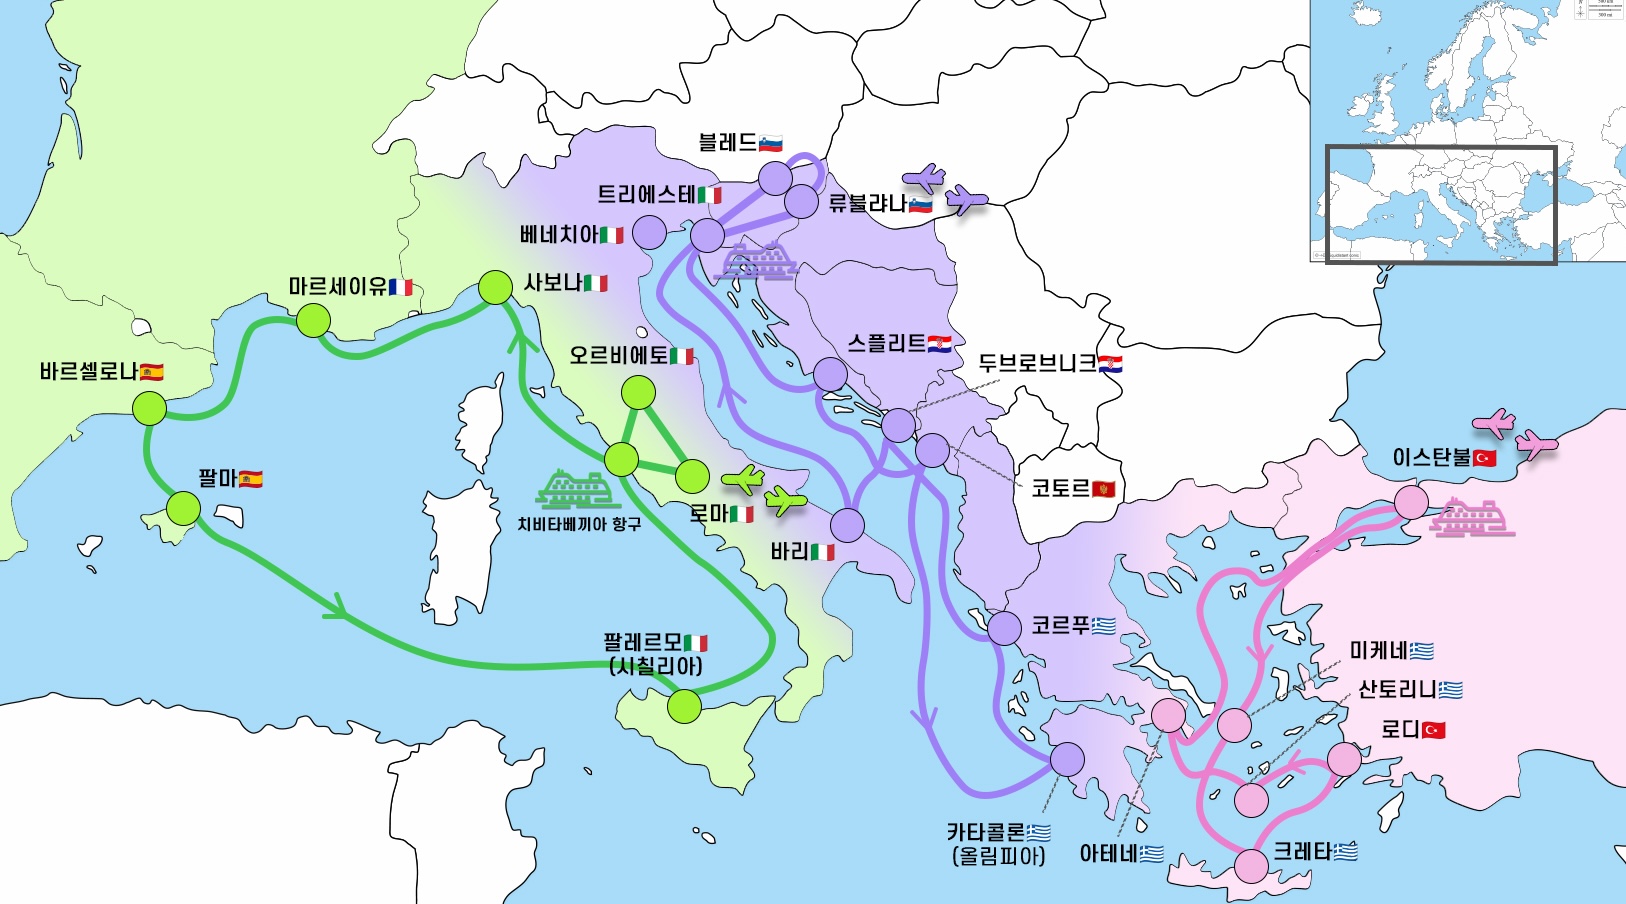 블레드
트리에스테
류블랴나
베네치아
마르세이유
사보나
스플리트
오르비에토
두브로브니크
바르셀로나
이스탄불
팔마
코토르
로마
치비타베끼아 항구
바리
코르푸
팔레르모
(시칠리아)
미케네
산토리니
로디
카타콜론
(올림피아)
아테네
크레타